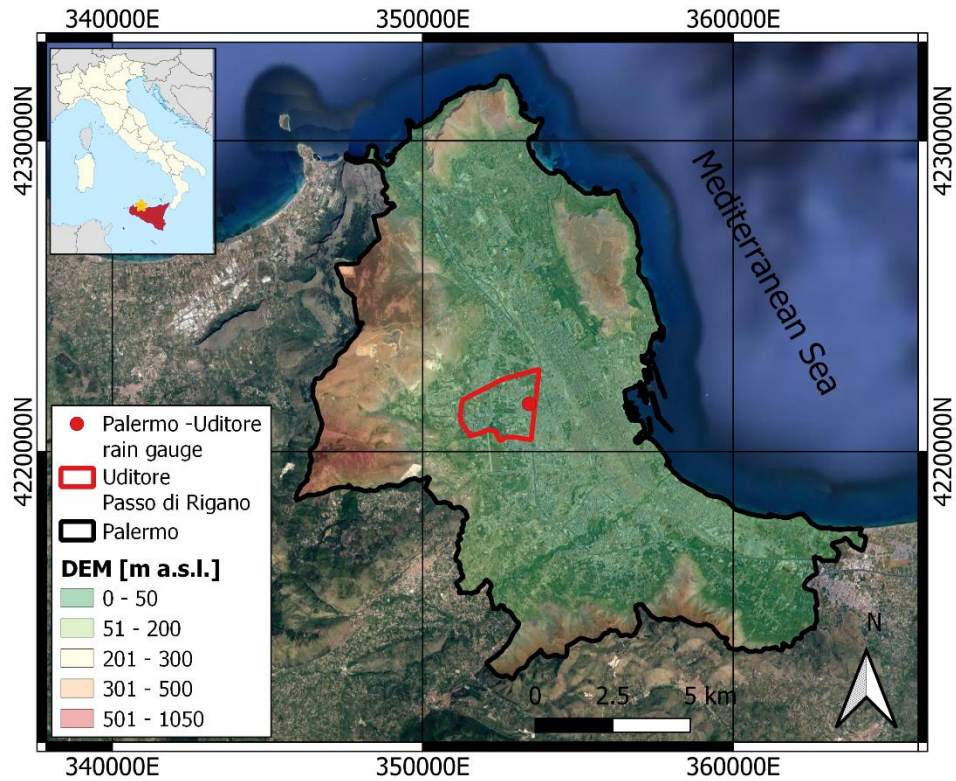 340000E
350000E
360000E
4230000N
4230000N
Mediterranean Sea
4220000N
4220000N
Palermo -Uditore
rain gauge
Uditore
Passo di Rigano
Palermo
DEM [m a.s.l.]
0 - 50
51 - 200
201 - 300
301 - 500
501 - 1050
N
0 2.5 5 km
340000E
350000E
360000E